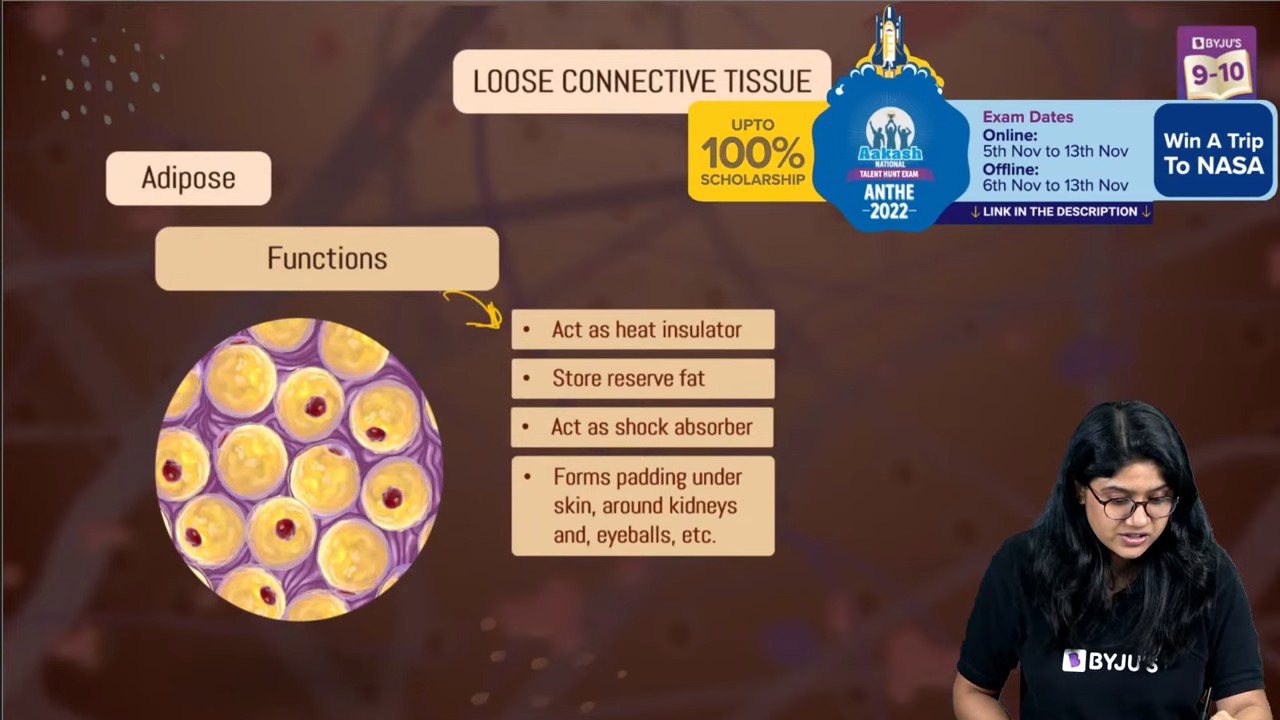 LOOSE CONNECTIVE TISSUE
BYJU'S
9-10
UPTO
100%
SCHOLARSHIP
Aakash
NATIONAL
TALENT HUNT EXAM
ANTHE
-2022-
Exam Dates
Online:
5th Nov to 13th Nov
Offline:
6th Nov to 13th Nov
↓ LINK IN THE DESCRIPTION ↓
Win A Trip
To NASA
Adipose
Functions
• Act as heat insulator
• Store reserve fat
• Act as shock absorber
• Forms padding under
skin, around kidneys
and, eyeballs, etc.
BYJU'S